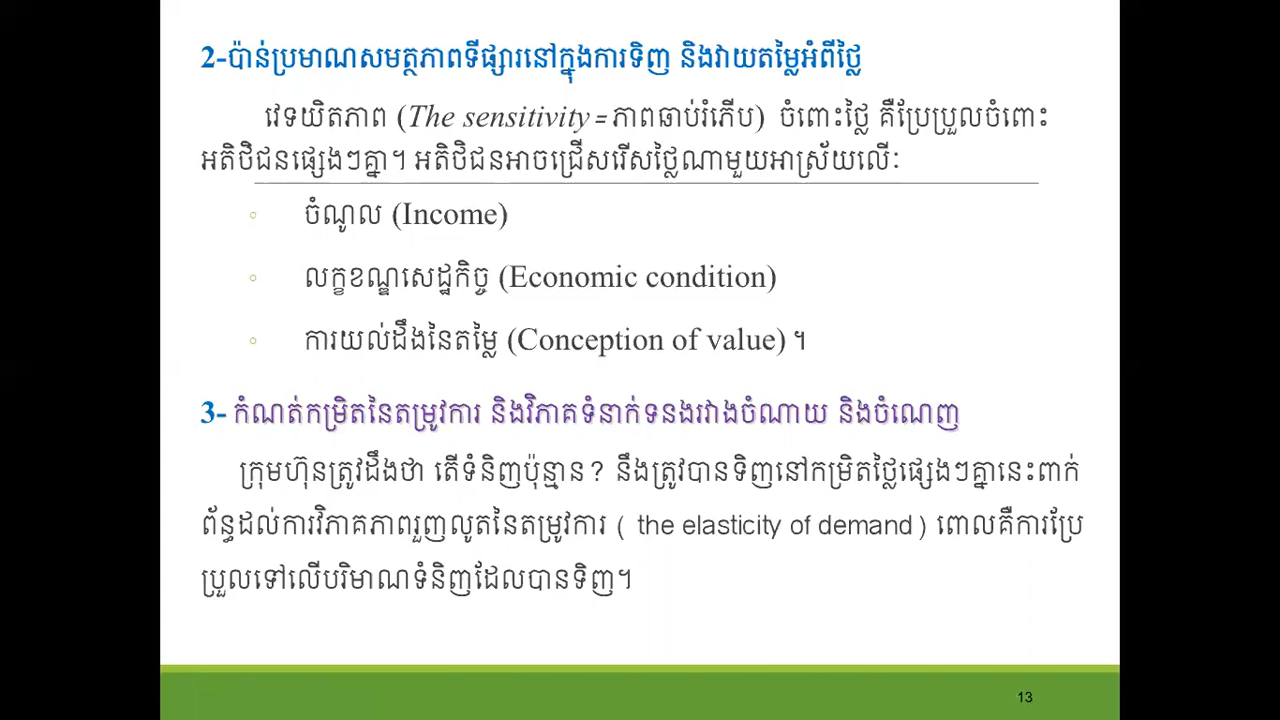 2-ប៉ាន់ប្រមាណសមត្ថភាពទីផ្សារនៅក្នុងការទិញ និងវាយតម្លៃអំពីថ្លៃ
វេទយិតភាព (The sensitivity = ភាពឆាប់រំភើប) ចំពោះថ្លៃ គឺប្រែប្រួលចំពោះ
អតិថិជនផ្សេងៗគ្នា។ អតិថិជនអាចជ្រើសរើសថ្លៃណាមួយអាស្រ័យលើ៖
◦ ចំណូល (Income)
◦ លក្ខខណ្ឌសេដ្ឋកិច្ច (Economic condition)
◦ ការយល់ដឹងនៃតម្លៃ (Conception of value) ។
3- កំណត់កម្រិតនៃតម្រូវការ និងវិភាគទំនាក់ទនងរវាងចំណាយ និងចំណេញ
ក្រុមហ៊ុនត្រូវដឹងថា តើទំនិញប៉ុន្មាន? នឹងត្រូវបានទិញនៅកម្រិតថ្លៃផ្សេងៗគ្នានេះពាក់
ព័ន្ធដល់ការវិភាគភាពរួញលូតនៃតម្រូវការ ( the elasticity of demand) ពោលគឺការប្រែ
ប្រួលទៅលើបរិមាណទំនិញដែលបានទិញ។
13